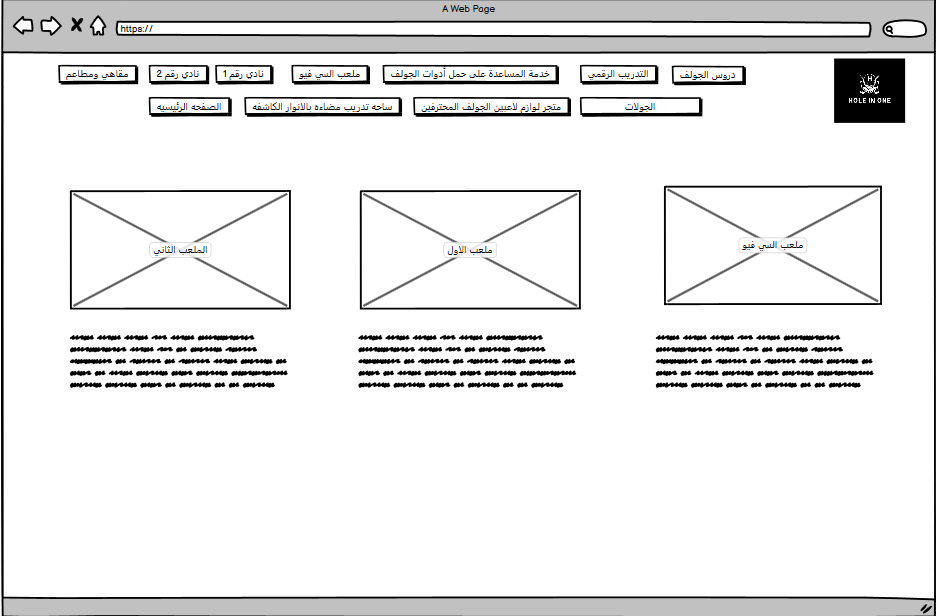 A Web Page
https://
دروس الجولف
التدريب الرقمي
خدمة المساعدة على حمل أدوات الجولف
ملعب السي فيو
نادي رقم 1
نادي رقم 2
مقاهي ومطاعم
HOLE IN ONE
الجولات
متجر لوازم لاعبين الجولف المحترفين
ساحه تدريب مضاءه بالانوار الكاشفه
الصفحه الرئيسيه
ملعب السي فيو
ملعب الاول
الملعب الثاني